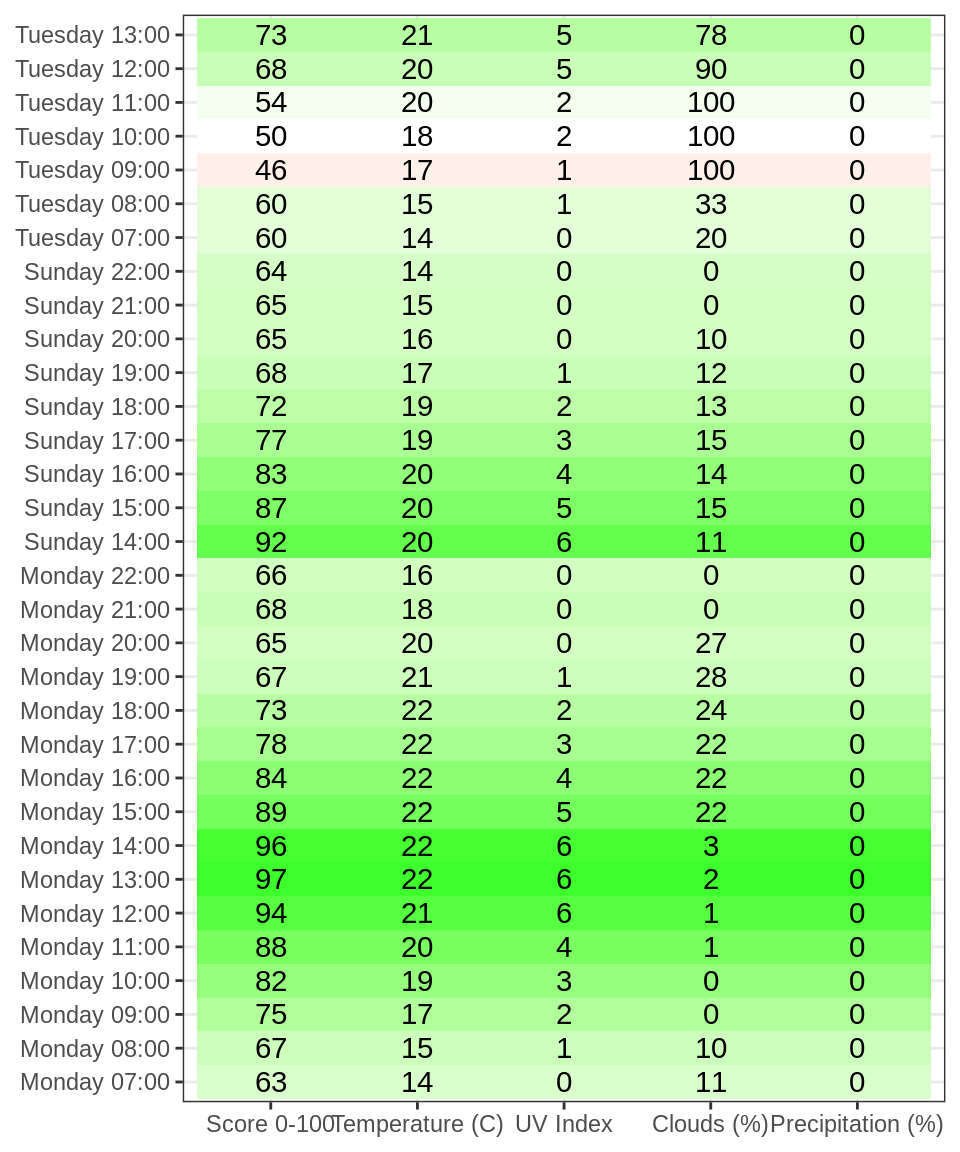 Tuesday 13:00 73 21 5 78 0
Tuesday 12:00 68 20 5 90 0
Tuesday 11:00 54 20 2 100 0
Tuesday 10:00 50 18 2 100 0
Tuesday 09:00 46 17 1 100 0
Tuesday 08:00 60 15 1 33 0
Tuesday 07:00 60 14 0 20 0
Sunday 22:00 64 14 0 0 0
Sunday 21:00 65 15 0 0 0
Sunday 20:00 65 16 0 10 0
Sunday 19:00 68 17 1 12 0
Sunday 18:00 72 19 2 13 0
Sunday 17:00 77 19 3 15 0
Sunday 16:00 83 20 4 14 0
Sunday 15:00 87 20 5 15 0
Sunday 14:00 92 20 6 11 0
Monday 22:00 66 16 0 0 0
Monday 21:00 68 18 0 0 0
Monday 20:00 65 20 0 27 0
Monday 19:00 67 21 1 28 0
Monday 18:00 73 22 2 24 0
Monday 17:00 78 22 3 22 0
Monday 16:00 84 22 4 22 0
Monday 15:00 89 22 5 22 0
Monday 14:00 96 22 6 3 0
Monday 13:00 97 22 6 2 0
Monday 12:00 94 21 6 1 0
Monday 11:00 88 20 4 1 0
Monday 10:00 82 19 3 0 0
Monday 09:00 75 17 2 0 0
Monday 08:00 67 15 1 10 0
Monday 07:00 63 14 0 11 0
Score 0-100 Temperature (C) UV Index Clouds (%) Precipitation (%)